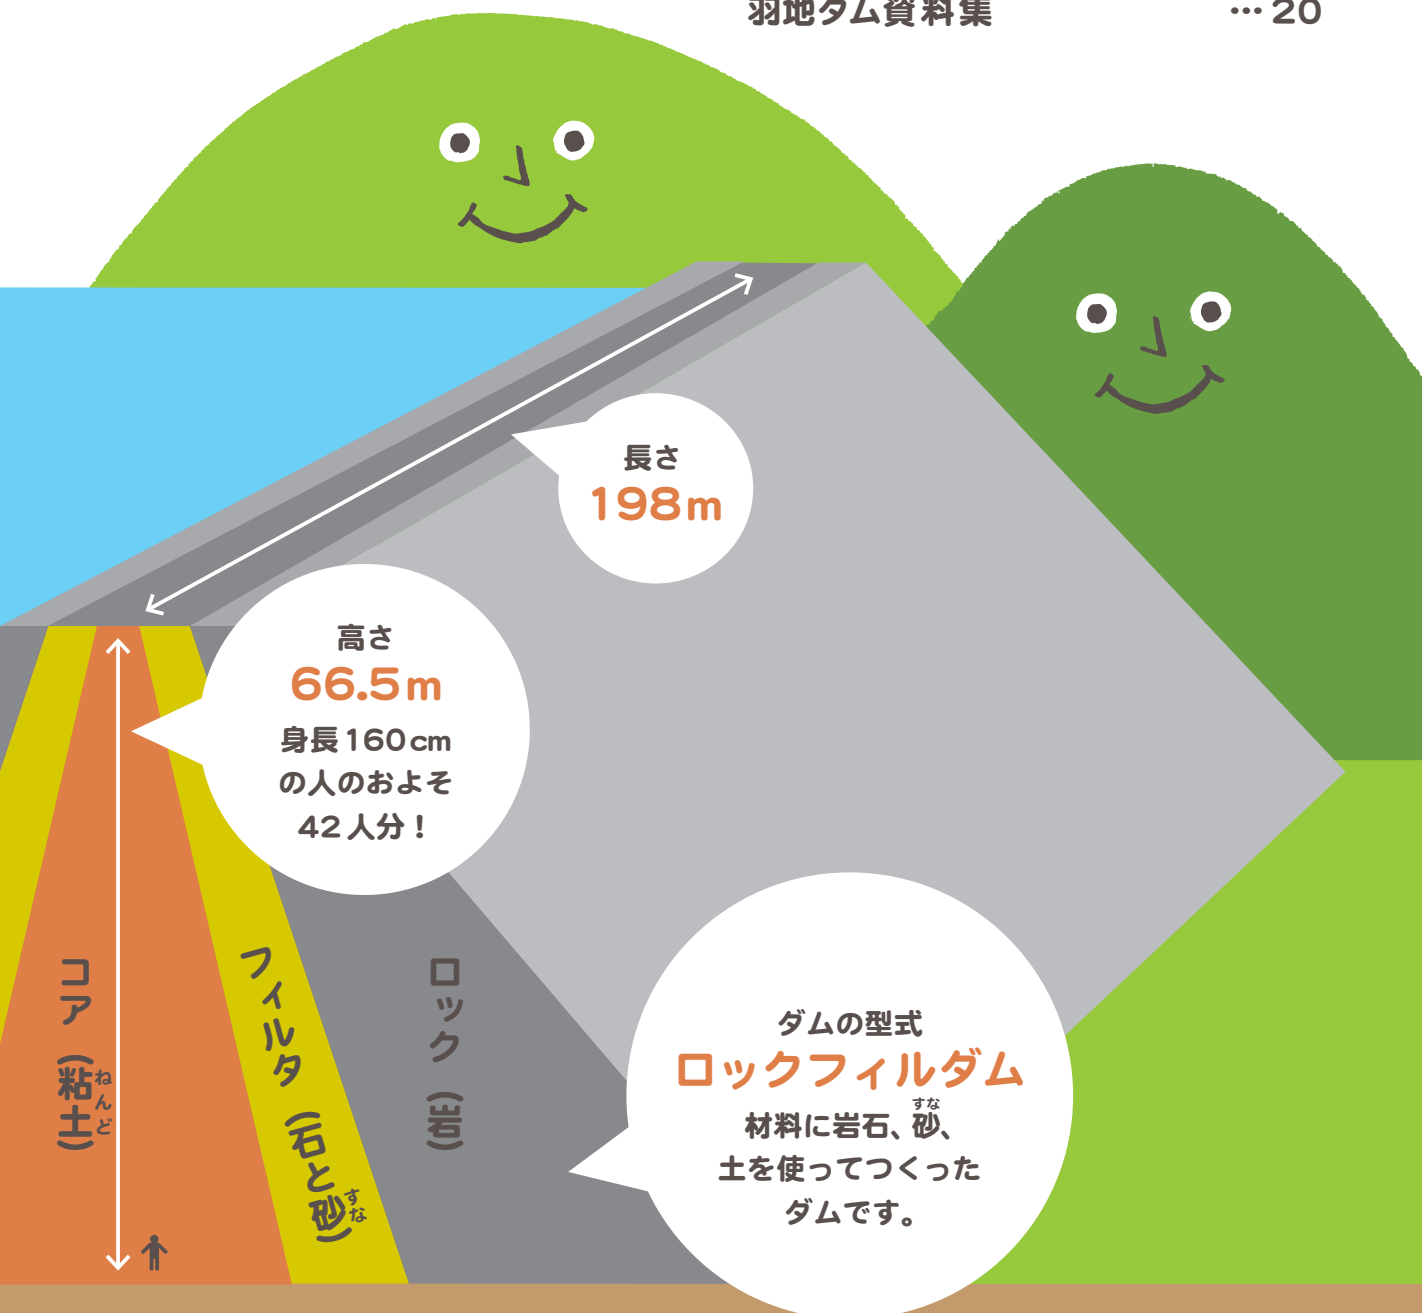 羽地ダム資料集 … 20
長さ
198m
高さ
66.5m
身長160cm
の人のおよそ
42人分！
コア（粘土）
ねんど
フィルタ（石と砂）
すな
ロック（岩）
ダムの型式
ロックフィルダム
すな
材料に岩石、砂、
土を使ってつくった
ダムです。